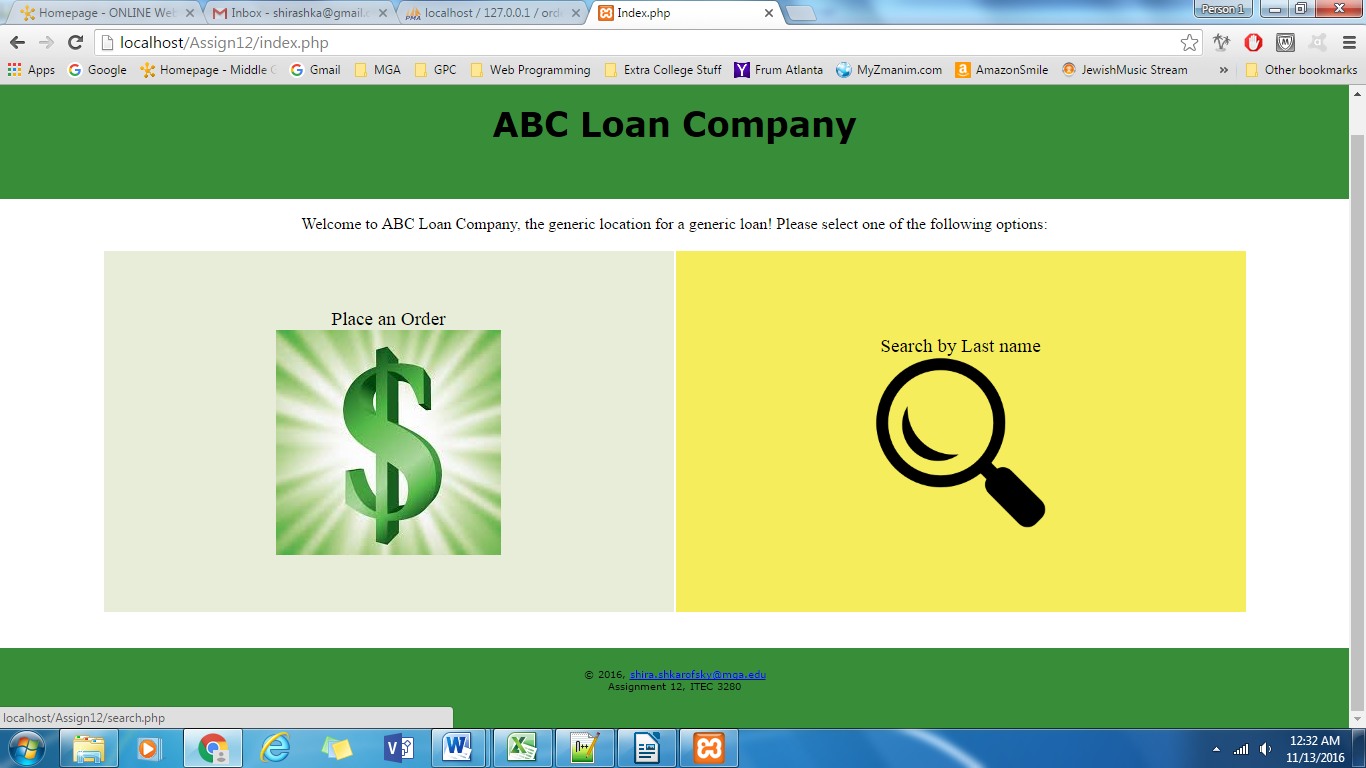 Homepage - ONLINE Web
Inbox - shirashka@gmail.c
PMA localhost / 127.0.0.1 / ord
Index.php
Person 1
localhost/Assign12/index.php
Apps
Google
Homepage - Middle G
Gmail
MGA
GPC
Web Programming
Extra College Stuff
Frum Atlanta
MyZmanim.com
AmazonSmile
JewishMusic Stream
»
Other bookmarks
ABC Loan Company
Welcome to ABC Loan Company, the generic location for a generic loan! Please select one of the following options:
Place an Order
$
Search by Last name
© 2016, shira.shkarofsky@mga.edu
Assignment 12, ITEC 3280
localhost/Assign12/search.php
12:32 AM
11/13/2016